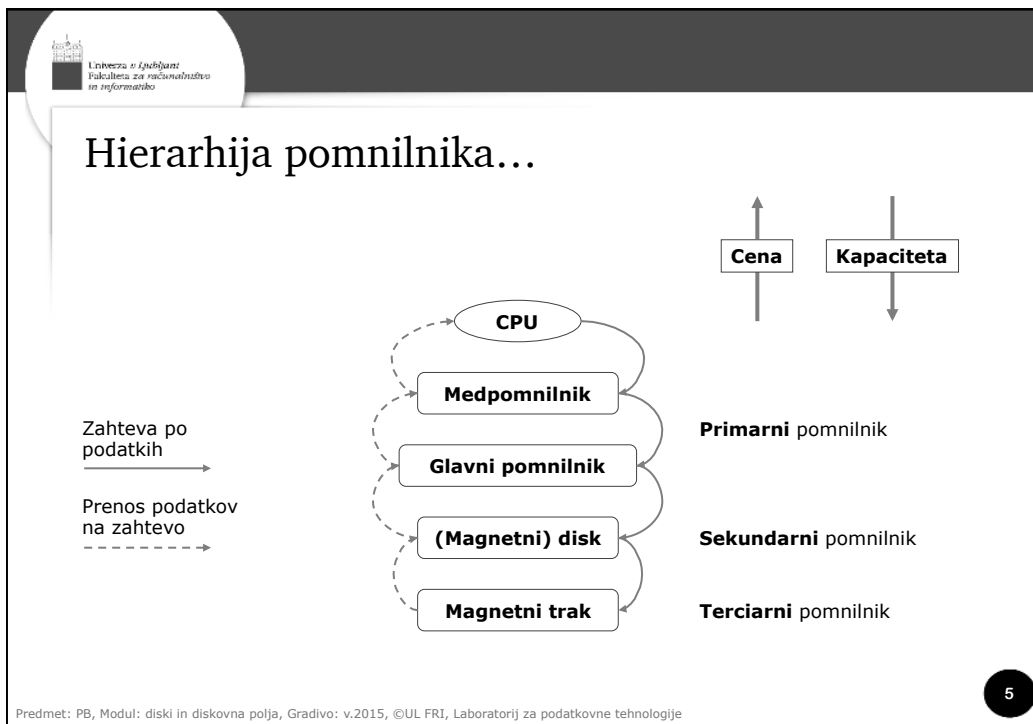 Univerza v Ljubljani
Fakulteta za računalništvo
in informatiko
Hierarhija pomnilnika...
Cena
Kapaciteta
CPU
Medpomnilnik
Zahteva po
podatkih
Primarni pomnilnik
Glavni pomnilnik
Prenos podatkov
na zahtevo
(Magnetni) disk
Sekundarni pomnilnik
Magnetni trak
Terciarni pomnilnik
5
Predmet: PB, Modul: diski in diskovna polja, Gradivo: v.2015, ©UL FRI, Laboratorij za podatkovne tehnologije